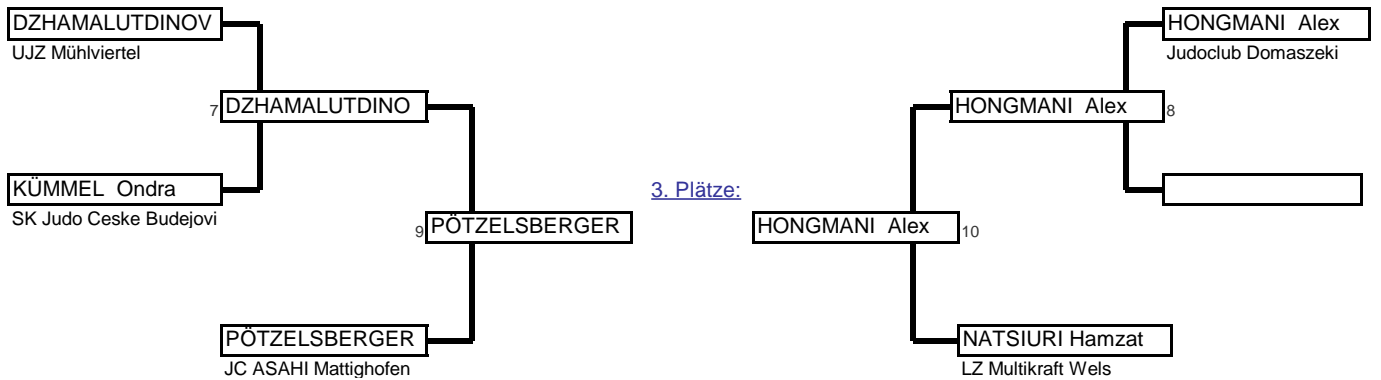 DZHAMALUTDINOV
UJZ Mühlviertel
HONGMANI Alex
Judoclub Domaszeki
7 DZHAMALUTDINO
HONGMANI Alex 8
KÜMMEL Ondra
SK Judo Ceske Budejovi
3. Plätze:
9 PÖTZELSBERGER
HONGMANI Alex 10
PÖTZELSBERGER
JC ASAHI Mattighofen
NATSIURI Hamzat
LZ Multikraft Wels